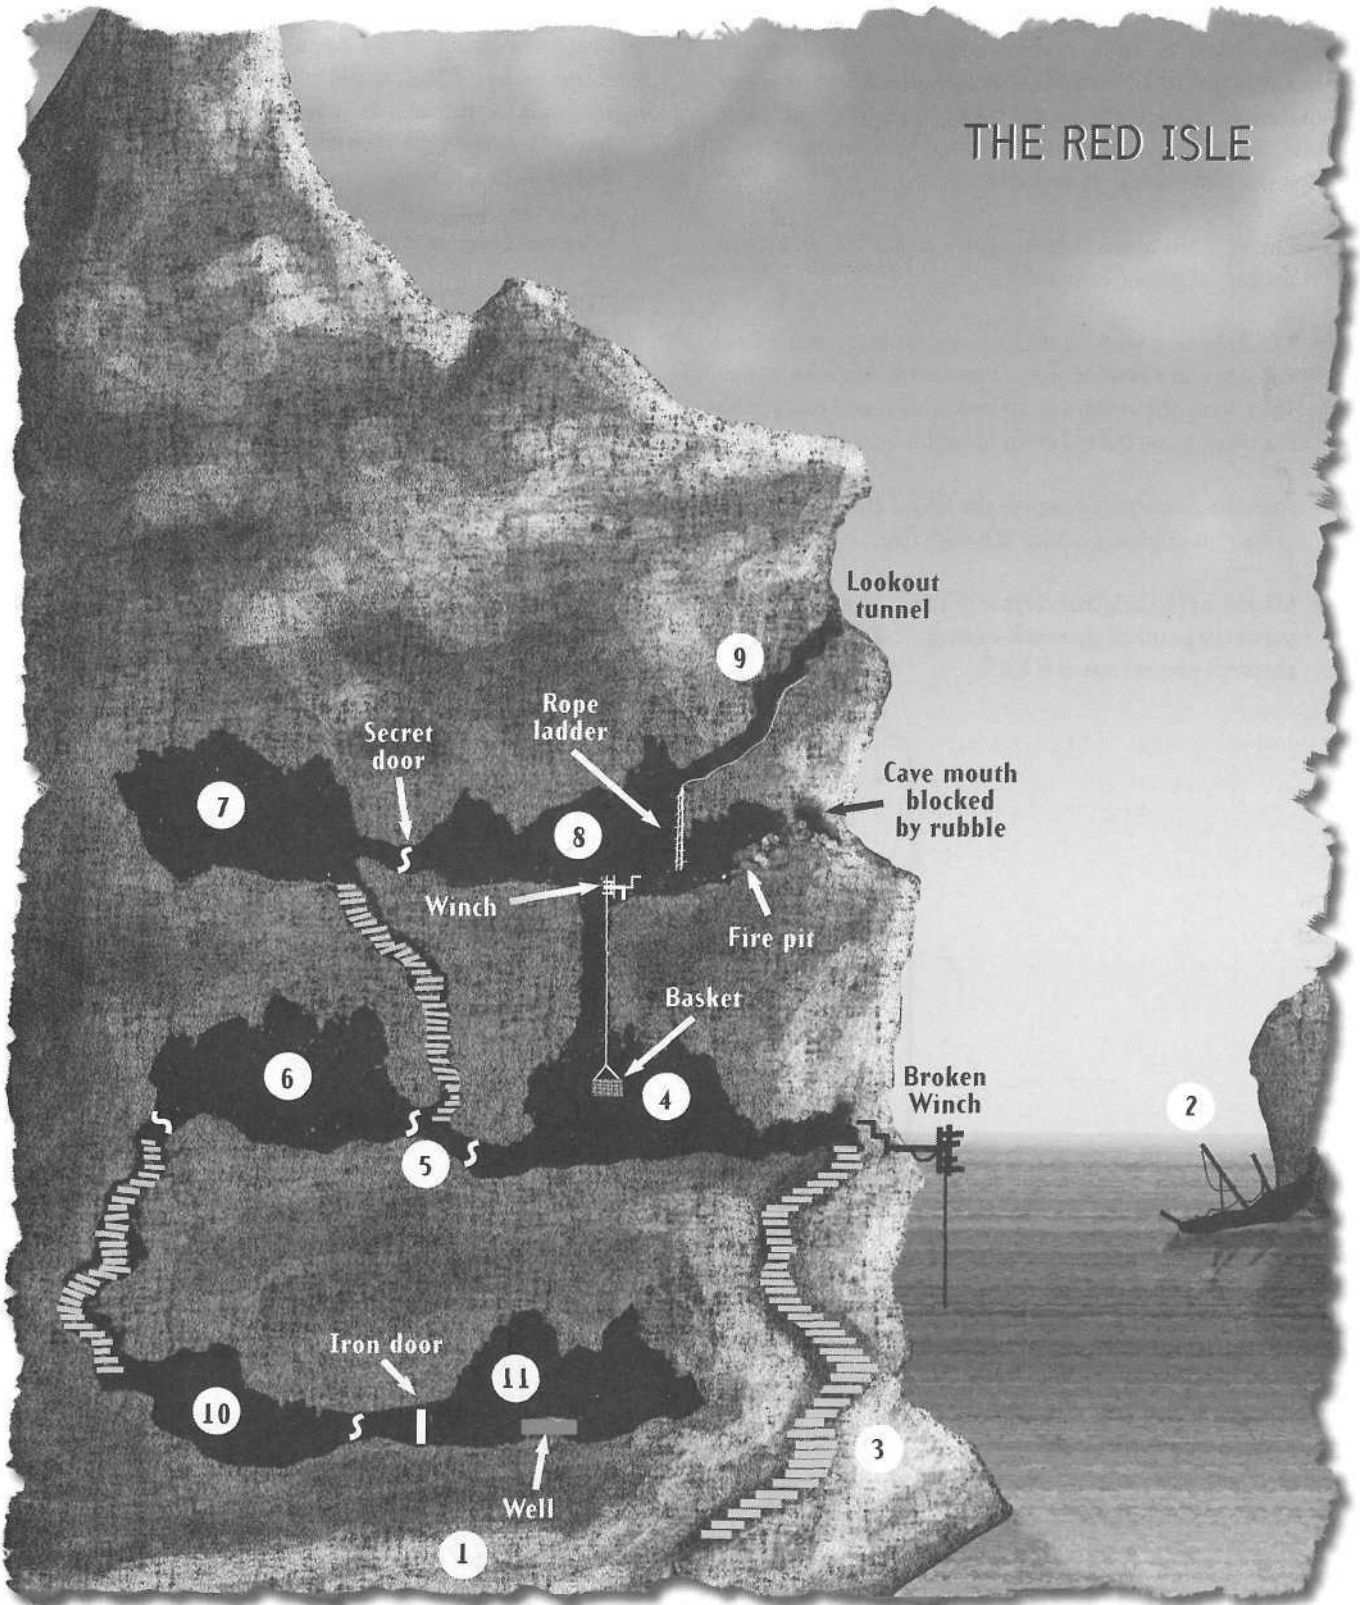 THE RED ISLE
Lookout
tunnel
9
Rope
ladder
Secret
door
Cave mouth
blocked
by rubble
7
8
Winch
Fire pit
Basket
6
4
Broken
Winch
2
5
Iron door
11
10
3
Well
1